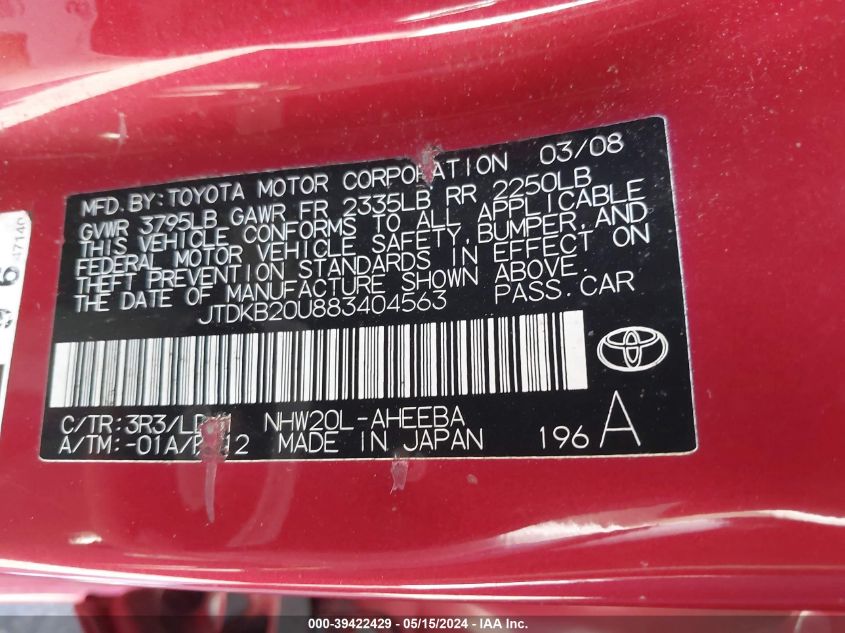 MFD. BY: TOYOTA MOTOR CORPORATION 03/08
GVWR 3795LB GAWR FR 2335LB RR 2250LB
THIS VEHICLE CONFORMS TO ALL APPLICABLE
FEDERAL MOTOR VEHICLE SAFETY, BUMPER, AND
THEFT PREVENTION STANDARDS IN EFFECT ON
THE DATE OF MANUFACTURE SHOWN ABOVE.
JTDKB20U883404563 PASS. CAR
C/TR: 3R3/ NHW20L-AHEEBA
A/TM: -01A/ MADE IN JAPAN 196 A
47140
000-39422429 - 05/15/2024 - IAA Inc.